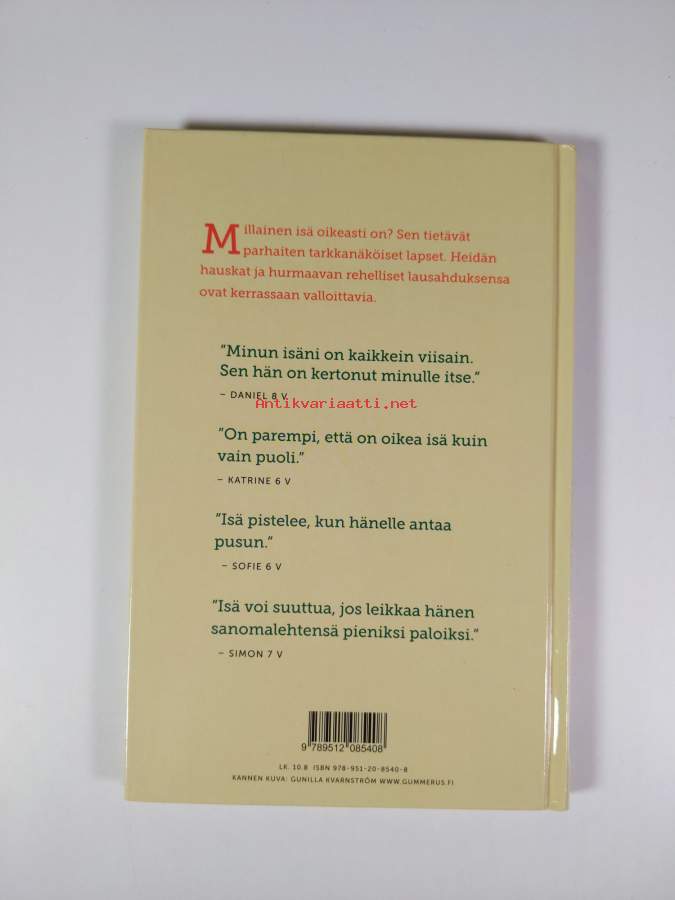 Millainen isä oikeasti on? Sen tietävät
parhaiten tarkkanäköiset lapset. Heidän
hauskat ja hurmaavan rehelliset lausahduksensa
ovat kerrassaan valloittavia.
”Minun isäni on kaikkein viisain.
Sen hän on kertonut minulle itse.”
– DANIEL 8 V
Antikvariaatti.net
”On parempi, että on oikea isä kuin
vain puoli.”
– KATRINE 6 V
”Isä pistelee, kun hänelle antaa
pusun.”
– SOFIE 6 V
”Isä voi suuttua, jos leikkaa hänen
sanomalehtensä pieniksi paloiksi.”
– SIMON 7 V
9 789512 085408
LK. 10.8 ISBN 978-951-20-8540-8
KANNEN KUVA: GUNILLA KVARNSTRÖM WWW.GUMMERUS.FI